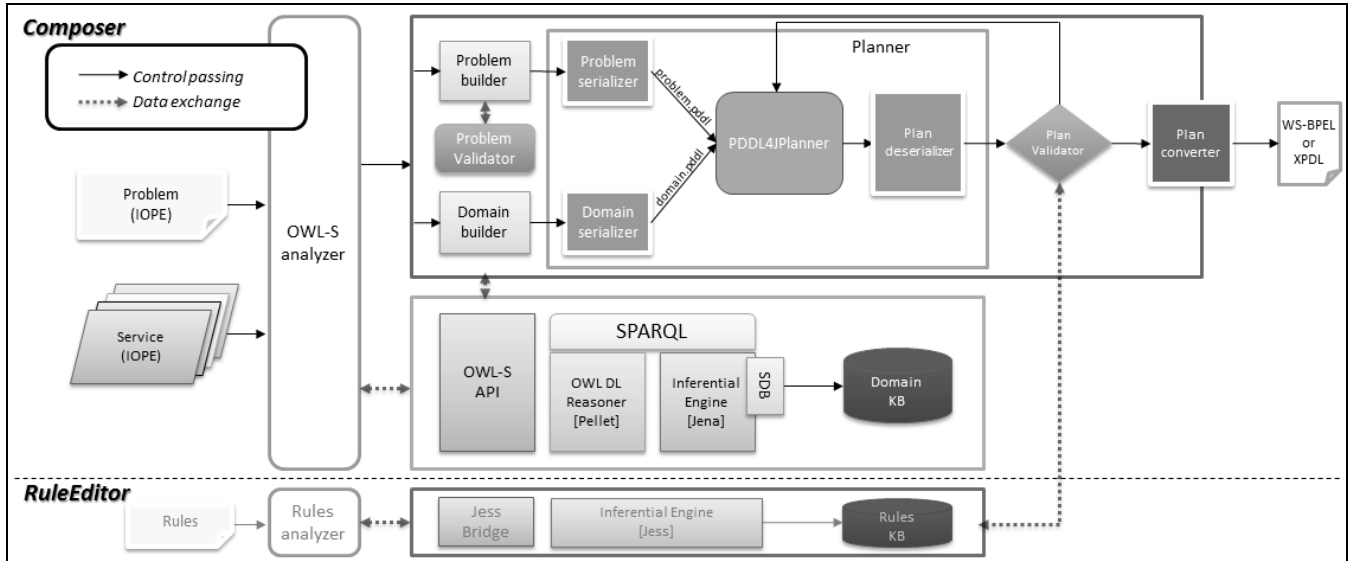 Composer
Control passing
Data exchange
Problem
(IOPE)
Service
(IOPE)
OWL-S
analyzer
Problem
builder
Problem
Validator
Domain
builder
Planner
Problem
serializer
Domain
serializer
problem.pddl
domain.pddl
PDDL4JPlanner
Plan
deserializer
Plan
Validator
Plan
converter
WS-BPEL
or
XPDL
OWL-S
API
SPARQL
OWL DL
Reasoner
[Pellet]
Inferential
Engine
[Jena]
SDB
Domain
KB
RuleEditor
Rules
Rules
analyzer
Jess
Bridge
Inferential Engine
[Jess]
Rules
KB